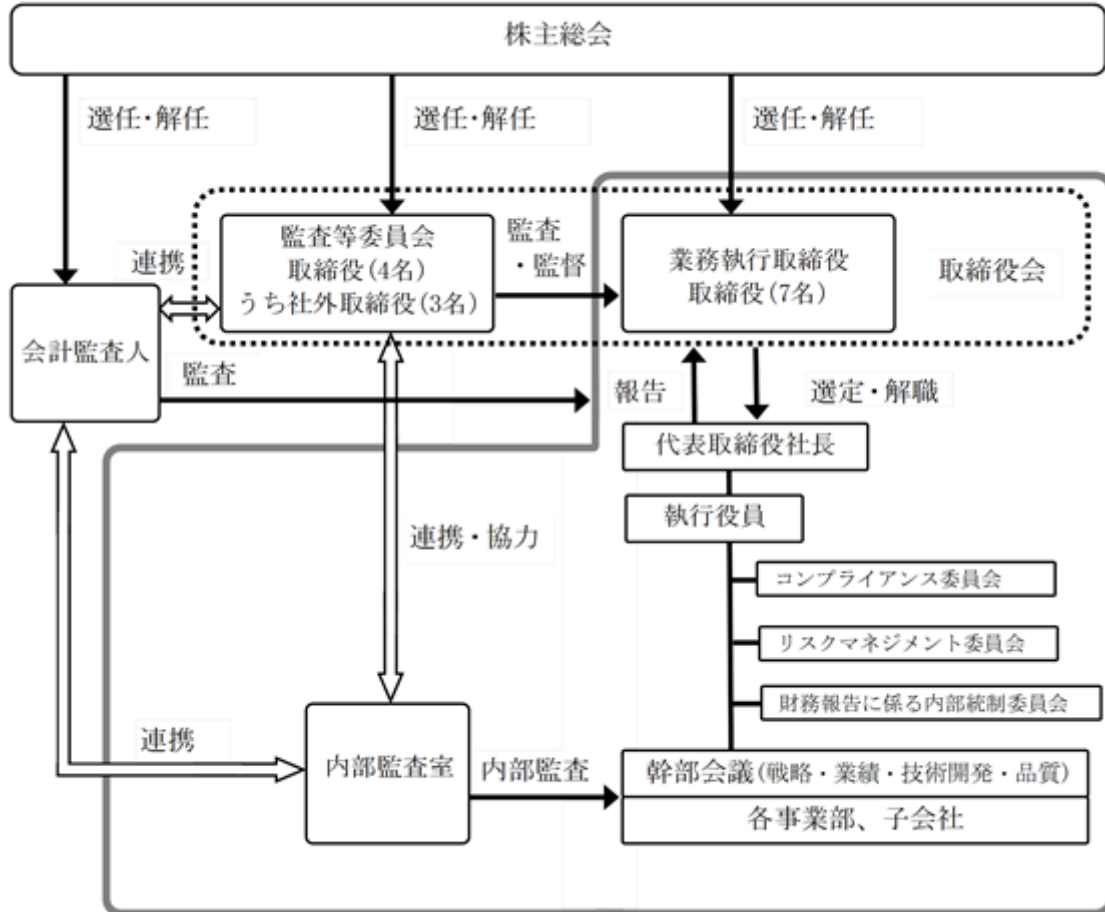 株主総会
選任・解任
選任・解任
選任・解任
監査等委員会
取締役(4名)
うち社外取締役(3名)
監査
・監督
業務執行取締役
取締役(7名)
取締役会
連携
会計監査人
監査
報告
選定・解職
代表取締役社長
執行役員
連携・協力
コンプライアンス委員会
リスクマネジメント委員会
財務報告に係る内部統制委員会
連携
内部監査室
内部監査
幹部会議(戦略・業績・技術開発・品質)
各事業部、子会社